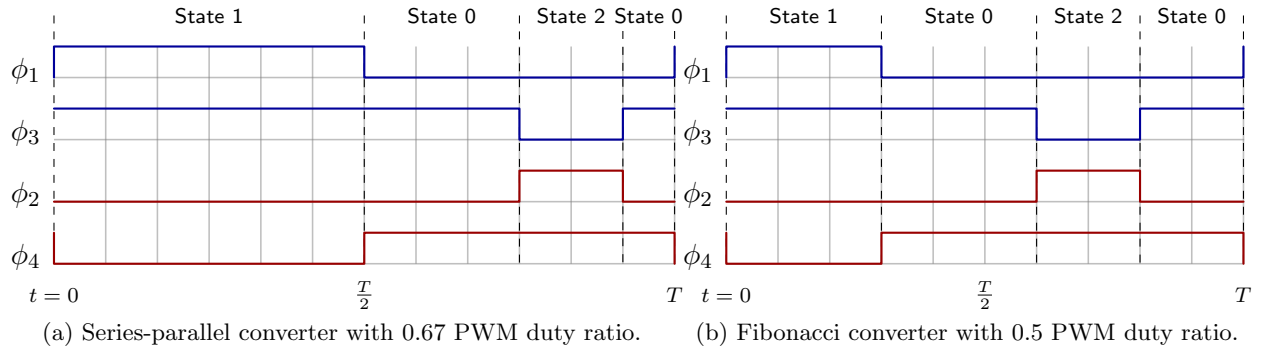 State 1 State 0 State 2 State 0 State 1 State 0 State 2 State 0
ϕ1 ϕ1
ϕ3 ϕ3
ϕ2 ϕ2
ϕ4 ϕ4
t = 0 T/2 T t = 0 T/2 T
(a) Series-parallel converter with 0.67 PWM duty ratio. (b) Fibonacci converter with 0.5 PWM duty ratio.